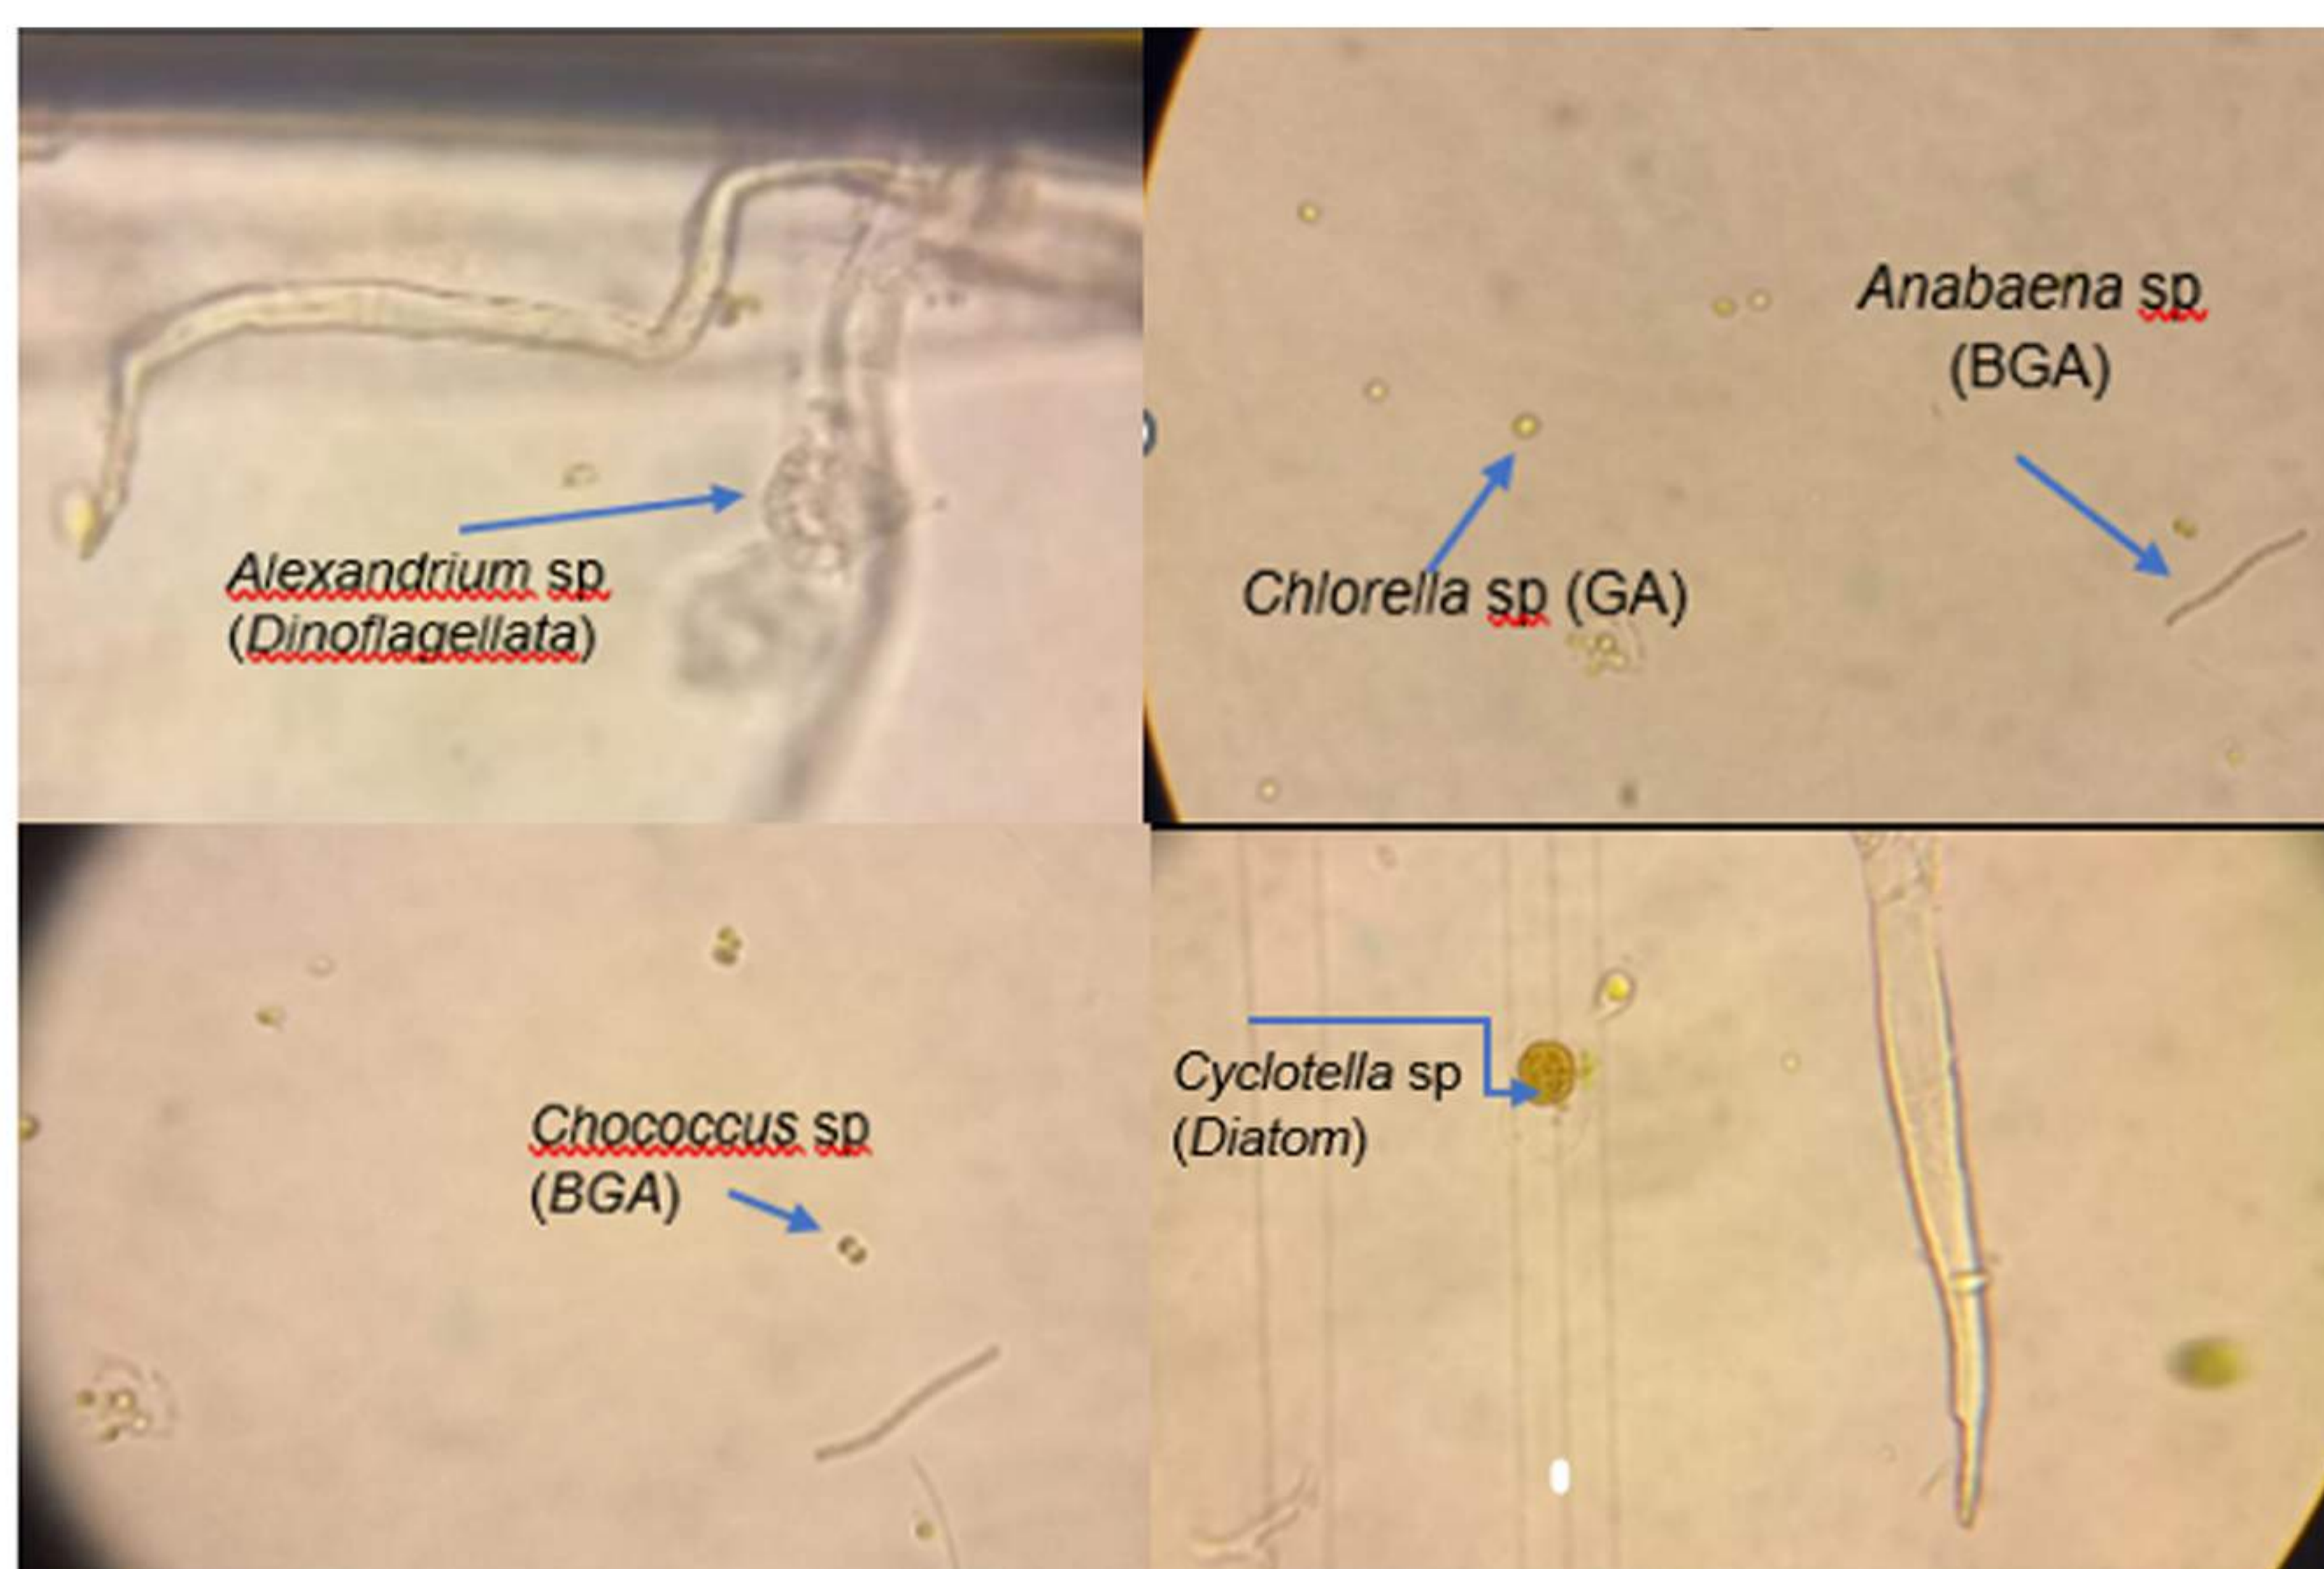 Alexandrium sp
(Dinoflagellata)
Anabaena sp
(BGA)
Chlorella sp (GA)
Chococcus sp
(BGA)
Cyclotella sp
(Diatom)